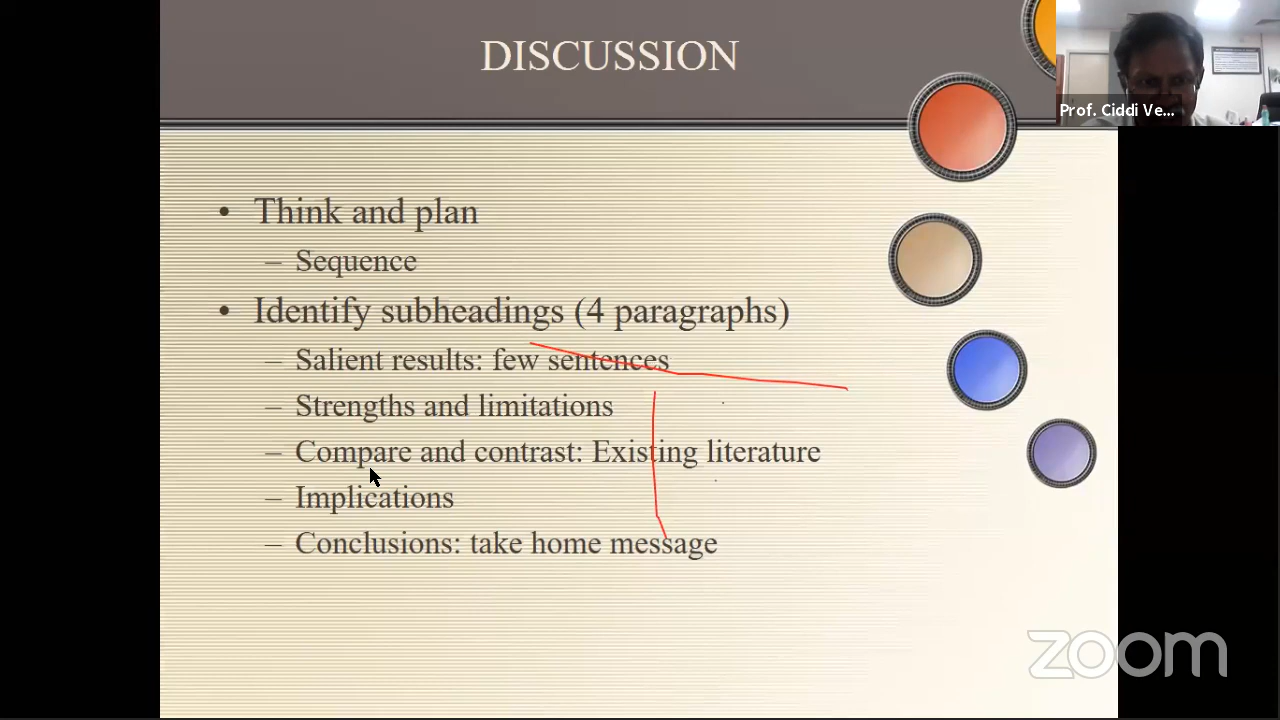 DISCUSSION
Prof. Ciddi Ve...
• Think and plan
– Sequence
• Identify subheadings (4 paragraphs)
– Salient results: few sentences
– Strengths and limitations
– Compare and contrast: Existing literature
– Implications
– Conclusions: take home message
zoom